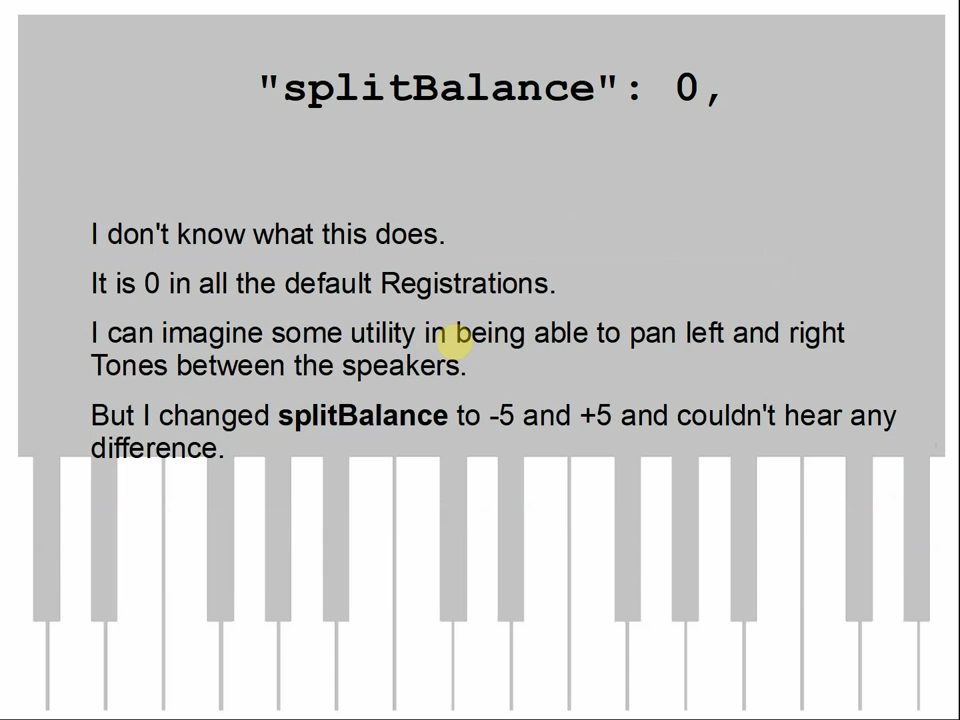 "splitBalance": 0,
I don't know what this does.
It is 0 in all the default Registrations.
I can imagine some utility in being able to pan left and right
Tones between the speakers.
But I changed splitBalance to -5 and +5 and couldn't hear any
difference.